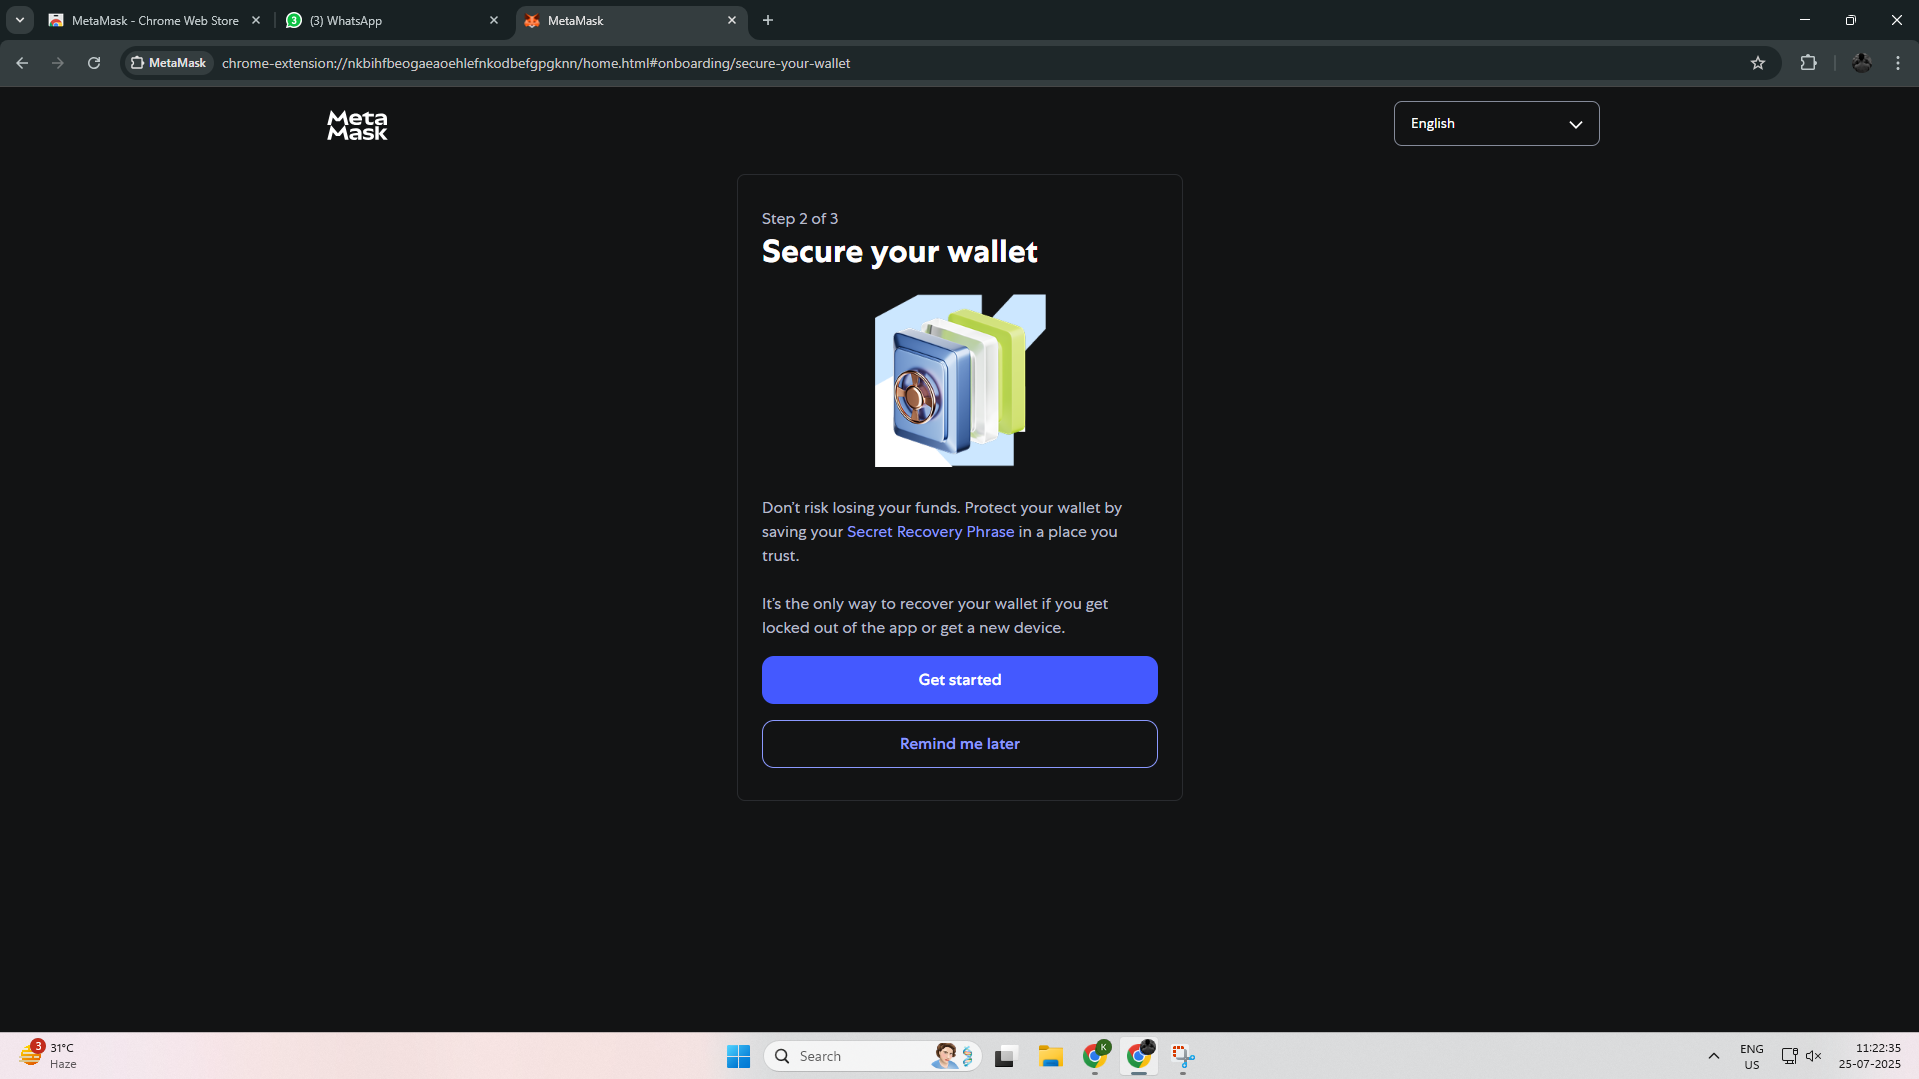 MetaMask - Chrome Web Store
3
(3) WhatsApp
MetaMask
MetaMask
chrome-extension://nkbihfbeogaeaoehlefnkodbefgpgknn/home.html#onboarding/secure-your-wallet
Meta
Mask
English
Step 2 of 3
Secure your wallet
Don't risk losing your funds. Protect your wallet by
saving your Secret Recovery Phrase in a place you
trust.
It's the only way to recover your wallet if you get
locked out of the app or get a new device.
Get started
Remind me later
3
31°C
Haze
Search
K
ENG
US
11:22:35
25-07-2025